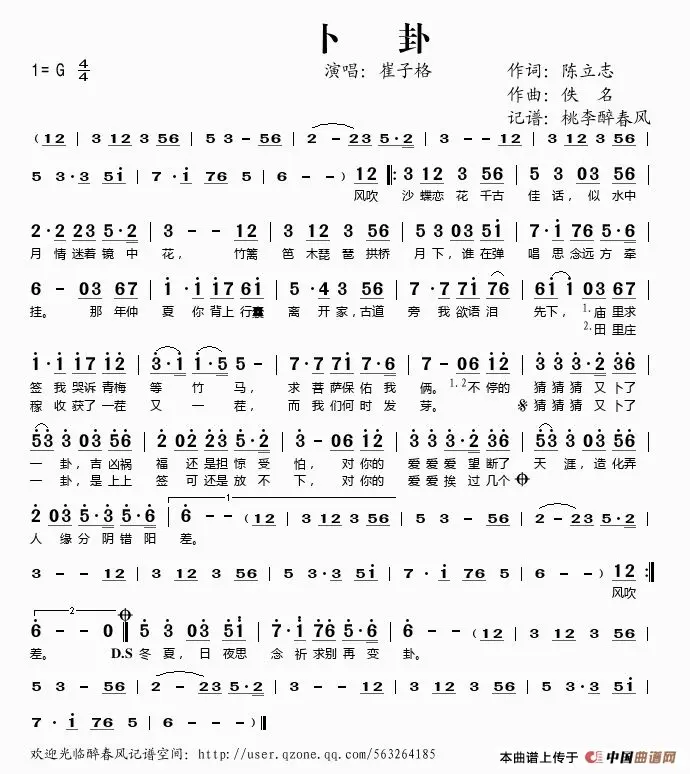 卜 卦
1= G 4/4 演唱：崔子格 作词：陈立志
作曲：佚 名
记谱：桃李醉春风
( 12 | 3 12 3 56 | 5 3 - 56 | 2 - 23 5·2 | 3 - - 12 | 3 12 3 56 |
5 3·3 5i | 7·i 76 5 | 6 - - ) 12 |: 3 12 3 56 | 5 3 03 56 |
风吹 沙 蝶恋 花 千古 佳 话， 似 水中
2·2 23 5·2 | 3 - - 12 | 3 12 3 56 | 5 3 03 5i | 7·i 76 5·6 |
月 情 迷着 镜 中 花， 竹篱 笆 木琵 琶 拱桥 月 下，谁 在弹 唱 思 念远 方 牵
6 - 03 67 | i·i i7 6i | 5·4 3 - 03 | 7·7 7i 76 | 6i i 03 67 |
挂。 那 年仲 夏 你 背上 行囊 离 开 家，古道 旁 我 欲语 泪 先下， 1.庙 里求
2.田 里庄
i·i i7 i2 | 3·i i·5 5 - | 7·6 71 7·6 | 7 - 06 12 | 3 3 3·2 36 |
签 我 哭诉 青梅 等 竹 马， 求 菩 萨保 佑 我 俩。 1.2不 停的 猜 猜 猜 又 卜了
稼 收 获了 一茬 又 一 茬， 而 我 们何 时 发 芽。 猜 猜 猜 又 卜了
53 3 03 56 | 2 02 23 5·2 | 3 - 06 12 | 3 3 3·2 36 | 53 3 03 56 |
一 卦，吉 凶祸 福 还 是担 惊 受 怕， 对 你的 爱 爱 爱 望 断了 天 涯，造 化弄
一 卦，是 上上 签 可 还是 放 不 下， 对 你的 爱 爱 爱 挨 过几 个
2 03 5·3 5·6 | 6 - - (12 | 3 12 3 56 | 5 3 - 56 | 2 - 23 5·2 |
人 缘 分 阴 错 阳 差。
3 - - 12 | 3 12 3 56 | 5 3·3 5i | 7·i 76 5 | 6 - - ) 12 :|
风吹
6 - - 0 | 5 3 03 5i | 7·i 76 5·6 | 6 - - (12 | 3 12 3 56 |
差。 D.S 冬 夏，日 夜思 念 祈 求别 再 变 卦。
5 3 - 56 | 2 - 23 5·2 | 3 - - 12 | 3 12 3 56 | 5 3·3 5i |
7·i 76 5 | 6 - - - )|
欢迎光临醉春风记谱空间：http://user.qzone.qq.com/563264185
本曲谱上传于 中国曲谱网